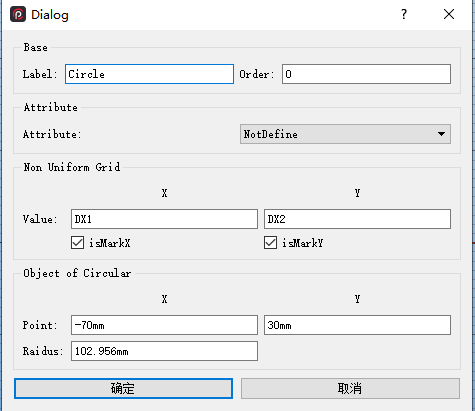 Dialog
Base
Label: Circle Order: 0
Attribute
Attribute: NotDefine
Non Uniform Grid
X Y
Value: DX1 DX2
isMarkX isMarkY
Object of Circular
X Y
Point: -70mm 30mm
Raidus: 102.956mm
确定 取消